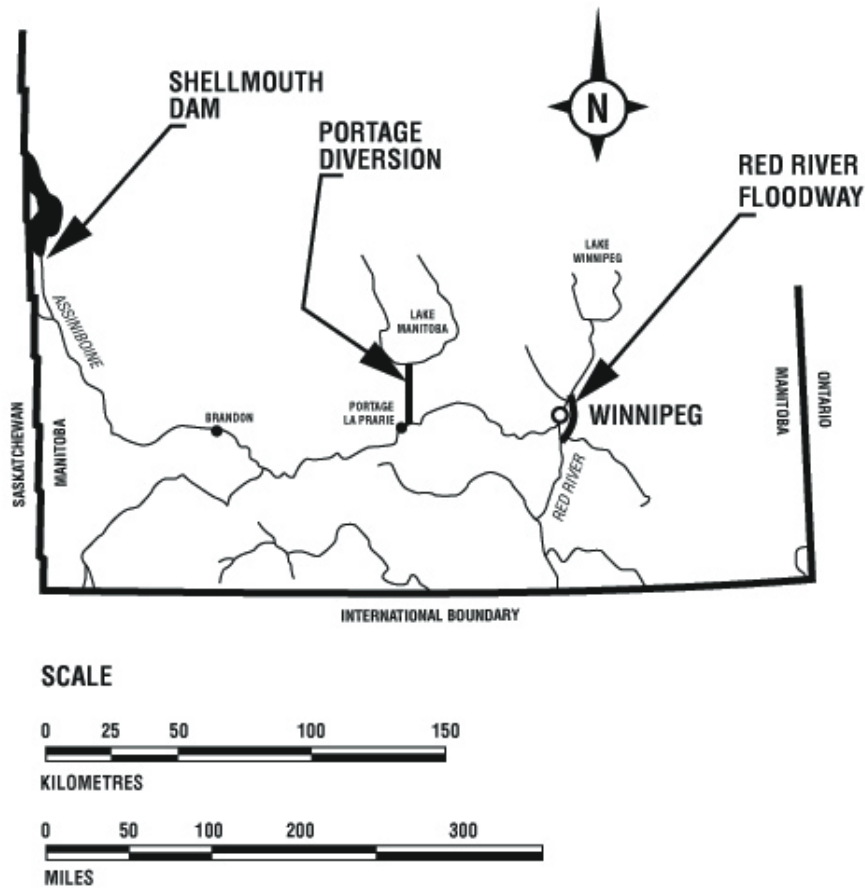 SHELLMOUTH
DAM
PORTAGE
DIVERSION
N
RED RIVER
FLOODWAY
LAKE
WINNIPEG
LAKE
MANITOBA
ASSINIBOINE
PORTAGE
LA PRARIE
BRANDON
WINNIPEG
RED RIVER
SASKATCHEWAN
MANITOBA
MANITOBA
ONTARIO
INTERNATIONAL BOUNDARY
SCALE
0 25 50 100 150
KILOMETRES
0 50 100 200 300
MILES